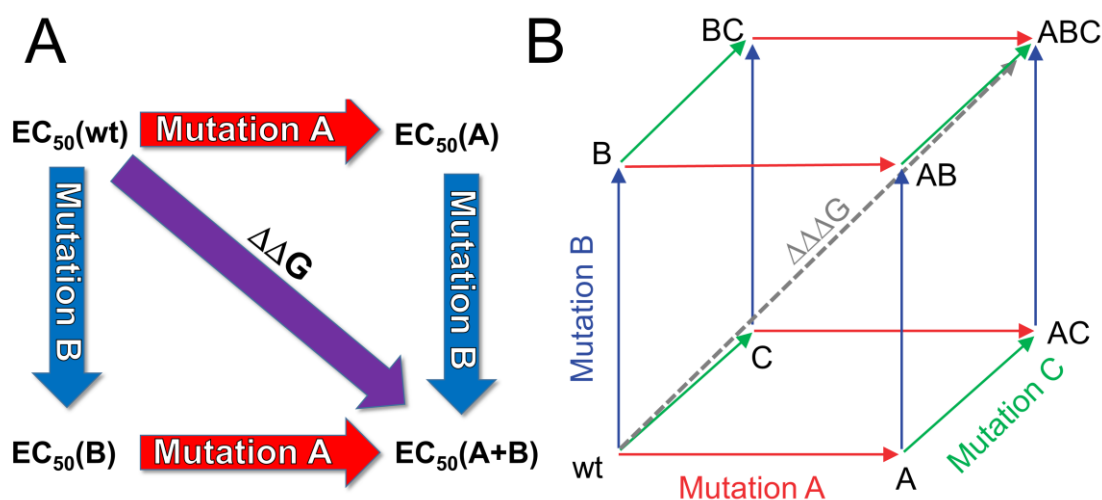 A
EC50(wt)
Mutation A
EC50(A)
Mutation B
ΔΔG
Mutation B
EC50(B)
Mutation A
EC50(A+B)
B
BC
ABC
B
AB
ΔΔΔG
Mutation B
C
AC
Mutation C
wt
A
Mutation A